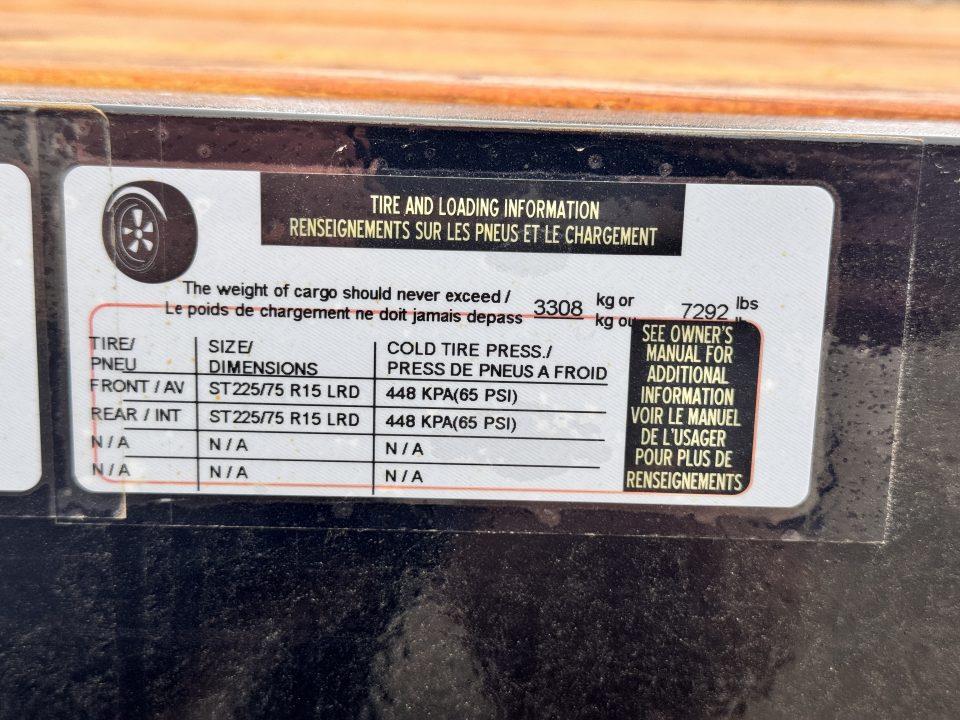 TIRE AND LOADING INFORMATION
RENSEIGNEMENTS SUR LES PNEUS ET LE CHARGEMENT
The weight of cargo should never exceed / 3308 kg or 7292 lbs
Le poids de chargement ne doit jamais depass kg ou
TIRE/ SIZE/ COLD TIRE PRESS./
PNEU DIMENSIONS PRESS DE PNEUS A FROID
FRONT / AV ST225/75 R15 LRD 448 KPA(65 PSI)
REAR / INT ST225/75 R15 LRD 448 KPA(65 PSI)
N / A N / A N / A
N / A N / A N / A
SEE OWNER'S
MANUAL FOR
ADDITIONAL
INFORMATION
VOIR LE MANUEL
DE L'USAGER
POUR PLUS DE
RENSEIGNEMENTS